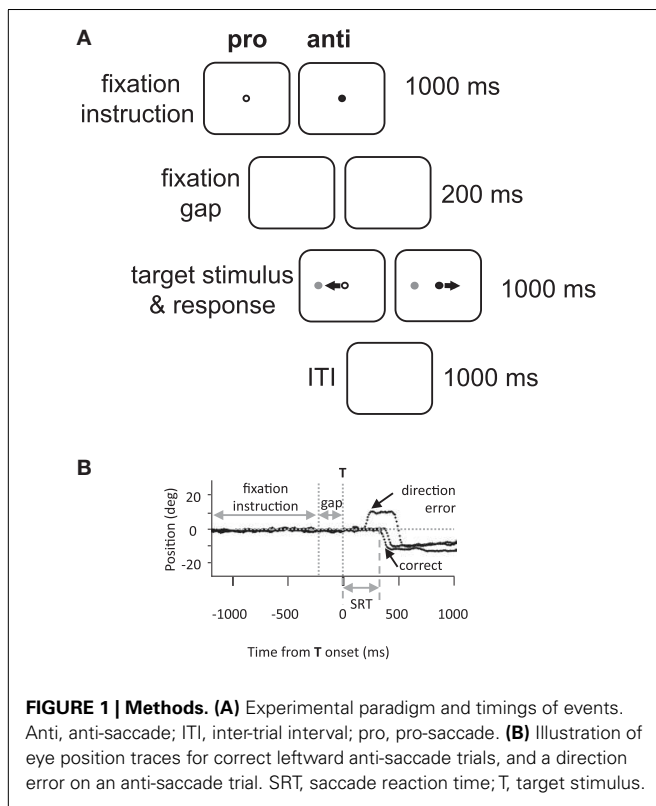 A
pro anti
fixation
instruction
1000 ms
fixation
gap
200 ms
target stimulus
& response
1000 ms
ITI
1000 ms
B
T
20
0
-20
Position (deg)
fixation
instruction
gap
direction
error
correct
SRT
-1000 -500 0 500 1000
Time from T onset (ms)
FIGURE 1 | Methods. (A) Experimental paradigm and timings of events.
Anti, anti-saccade; ITI, inter-trial interval; pro, pro-saccade. (B) Illustration of
eye position traces for correct leftward anti-saccade trials, and a direction
error on an anti-saccade trial. SRT, saccade reaction time; T, target stimulus.